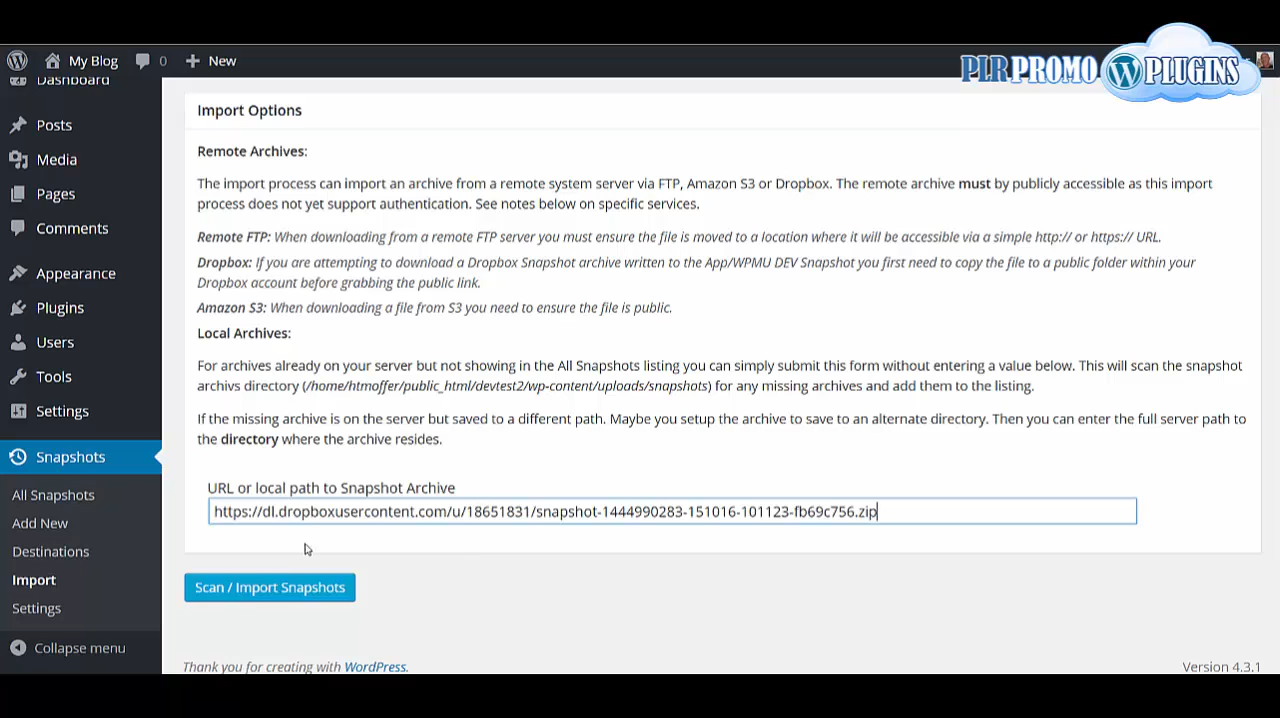 My Blog 0 New
PLR PROMO PLUGINS
Dashboard
Posts
Media
Pages
Comments
Appearance
Plugins
Users
Tools
Settings
Snapshots
All Snapshots
Add New
Destinations
Import
Settings
Collapse menu
Import Options
Remote Archives:
The import process can import an archive from a remote system server via FTP, Amazon S3 or Dropbox. The remote archive must by publicly accessible as this import
process does not yet support authentication. See notes below on specific services.
Remote FTP: When downloading from a remote FTP server you must ensure the file is moved to a location where it will be accessible via a simple http:// or https:// URL.
Dropbox: If you are attempting to download a Dropbox Snapshot archive written to the App/WPMU DEV Snapshot you first need to copy the file to a public folder within your
Dropbox account before grabbing the public link.
Amazon S3: When downloading a file from S3 you need to ensure the file is public.
Local Archives:
For archives already on your server but not showing in the All Snapshots listing you can simply submit this form without entering a value below. This will scan the snapshot
archivs directory (/home/htmoffer/public_html/devtest2/wp-content/uploads/snapshots) for any missing archives and add them to the listing.
If the missing archive is on the server but saved to a different path. Maybe you setup the archive to save to an alternate directory. Then you can enter the full server path to
the directory where the archive resides.
URL or local path to Snapshot Archive
https://dl.dropboxusercontent.com/u/18651831/snapshot-1444990283-151016-101123-fb69c756.zip
Scan / Import Snapshots
Thank you for creating with WordPress.
Version 4.3.1